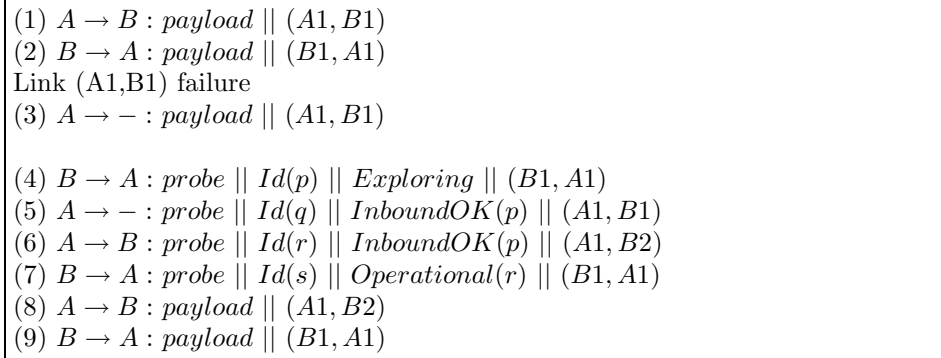 (1) A → B : payload || (A1, B1)
(2) B → A : payload || (B1, A1)
Link (A1,B1) failure
(3) A → − : payload || (A1, B1)
(4) B → A : probe || Id(p) || Exploring || (B1, A1)
(5) A → − : probe || Id(q) || InboundOK(p) || (A1, B1)
(6) A → B : probe || Id(r) || InboundOK(p) || (A1, B2)
(7) B → A : probe || Id(s) || Operational(r) || (B1, A1)
(8) A → B : payload || (A1, B2)
(9) B → A : payload || (B1, A1)